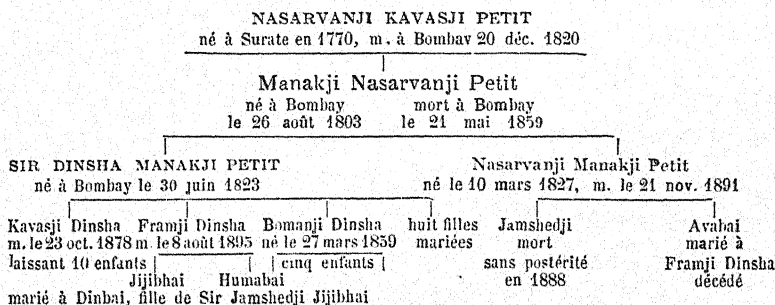 NASARVANJI KAVASJI PETIT
né à Surate en 1770, m. à Bombay 20 déc. 1820
Manakji Nasarvanji Petit
né à Bombay mort à Bombay
le 26 août 1803 le 21 mai 1859
SIR DINSHA MANAKJI PETIT Nasarvanji Manakji Petit
né à Bombay le 30 juin 1823 né le 10 mars 1827, m. le 21 nov. 1891
Kavasji Dinsha Framji Dinsha Bomanji Dinsha huit filles Jamshedji Avabai
m. le 23 oct. 1878 m. le 8 août 1895 né le 27 mars 1859 mariées mort marié à
laissant 10 enfants cinq enfants sans postérité Framji Dinsha
Jijibhai Humabai en 1888 décédé
marié à Dinbai, fille de Sir Jamshedji Jijibhai